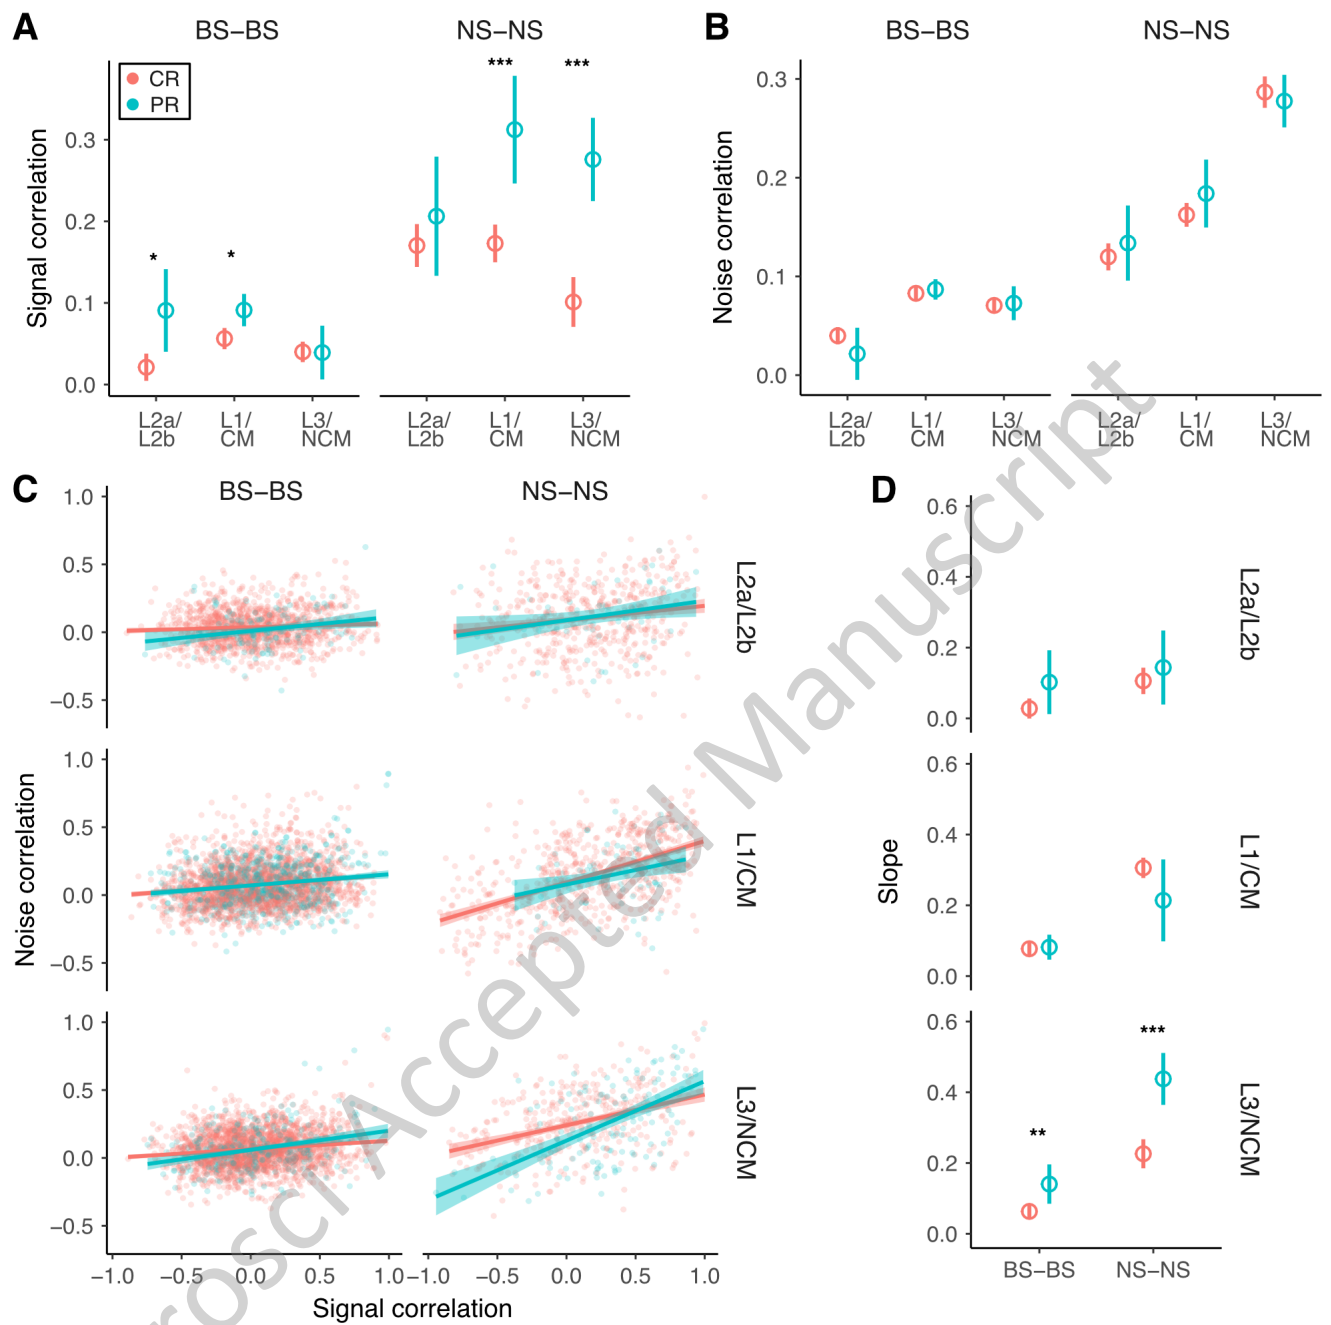 A
BS–BS
NS–NS
CR
PR
*
*
***
***
Signal correlation
0.3
0.2
0.1
0.0
L2a/
L2b
L1/
CM
L3/
NCM
L2a/
L2b
L1/
CM
L3/
NCM
B
BS–BS
NS–NS
Noise correlation
0.3
0.2
0.1
0.0
L2a/
L2b
L1/
CM
L3/
NCM
L2a/
L2b
L1/
CM
L3/
NCM
C
BS–BS
NS–NS
Noise correlation
1.0
0.5
0.0
−0.5
L2a/L2b
1.0
0.5
0.0
−0.5
L1/CM
1.0
0.5
0.0
−0.5
L3/NCM
−1.0
−0.5
0.0
0.5
1.0
−1.0
−0.5
0.0
0.5
1.0
Signal correlation
D
Slope
0.6
0.4
0.2
0.0
L2a/L2b
0.6
0.4
0.2
0.0
L1/CM
0.6
0.4
0.2
0.0
**
***
L3/NCM
BS–BS
NS–NS
rosci Accepted Manuscript